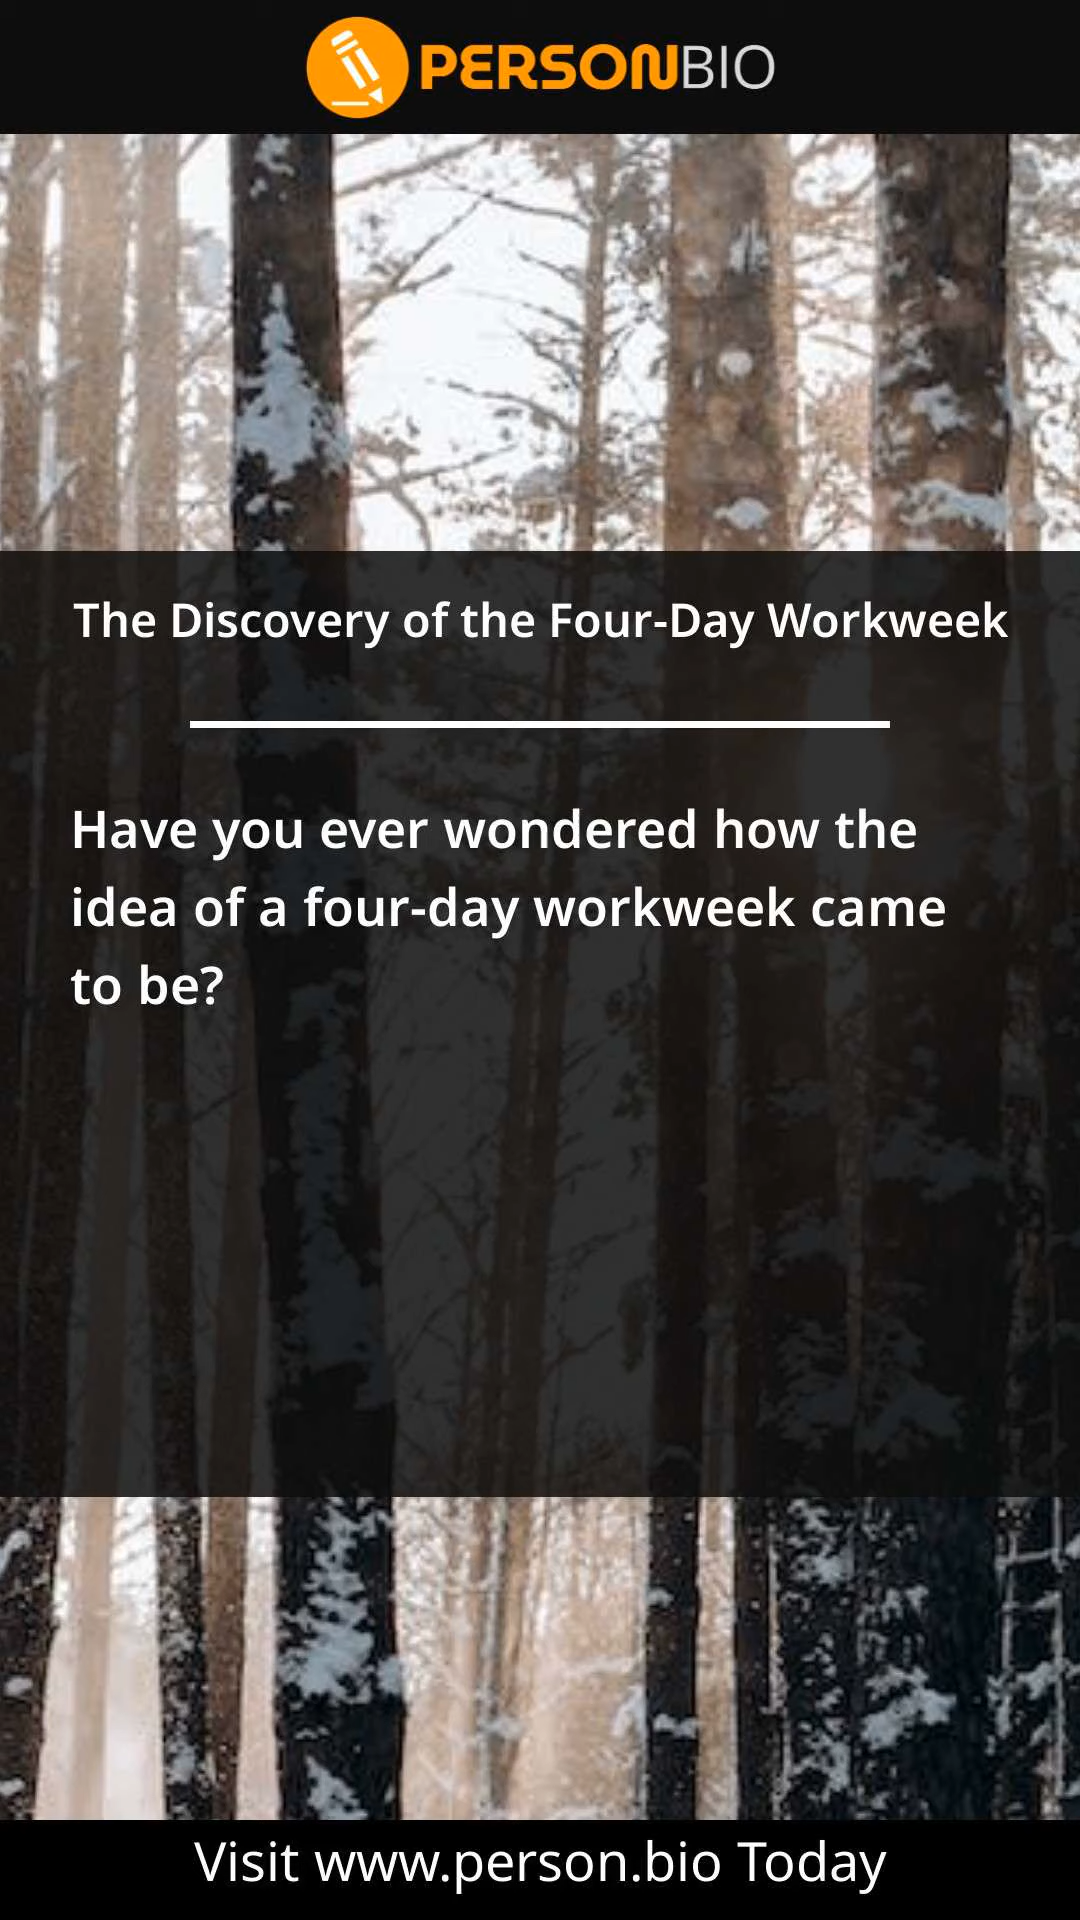 PERSONBIO
The Discovery of the Four-Day Workweek
Have you ever wondered how the
idea of a four-day workweek came
to be?
Visit www.person.bio Today